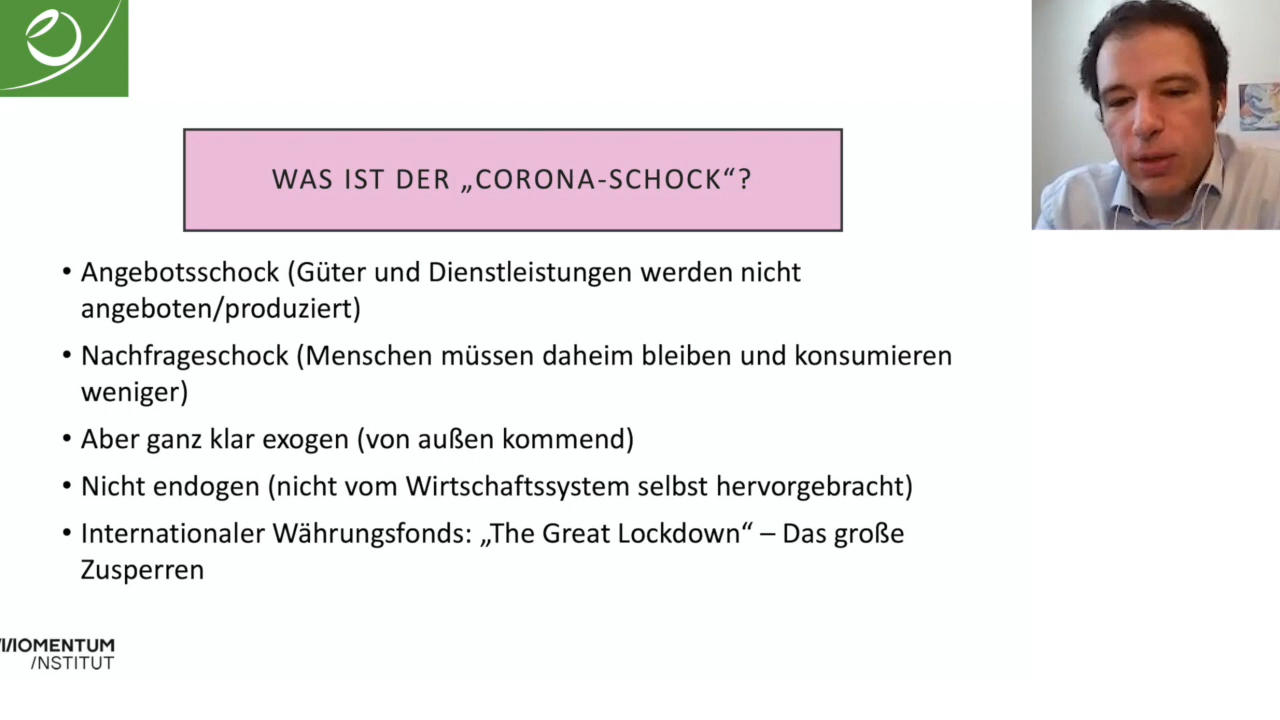 WAS IST DER „CORONA-SCHOCK“?
• Angebotsschock (Güter und Dienstleistungen werden nicht
angeboten/produziert)
• Nachfrageschock (Menschen müssen daheim bleiben und konsumieren
weniger)
• Aber ganz klar exogen (von außen kommend)
• Nicht endogen (nicht vom Wirtschaftssystem selbst hervorgebracht)
• Internationaler Währungsfonds: „The Great Lockdown“ – Das große
Zusperren
MOMENTUM
/NSTITUT